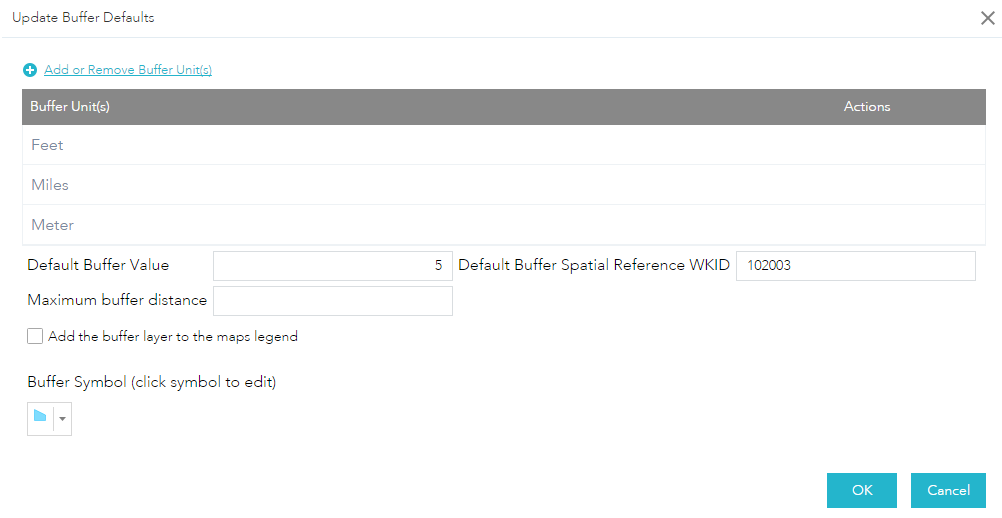 Update Buffer Defaults
Add or Remove Buffer Unit(s)
Buffer Unit(s) Actions
Feet
Miles
Meter
Default Buffer Value 5 Default Buffer Spatial Reference WKID 102003
Maximum buffer distance
Add the buffer layer to the maps legend
Buffer Symbol (click symbol to edit)
OK Cancel